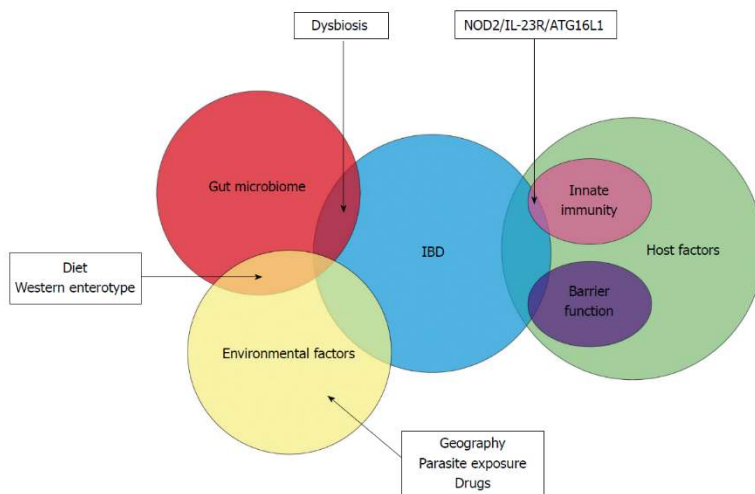 Dysbiosis
NOD2/IL-23R/ATG16L1
Gut microbiome
Innate
immunity
IBD
Host factors
Diet
Western enterotype
Barrier
function
Environmental factors
Geography
Parasite exposure
Drugs